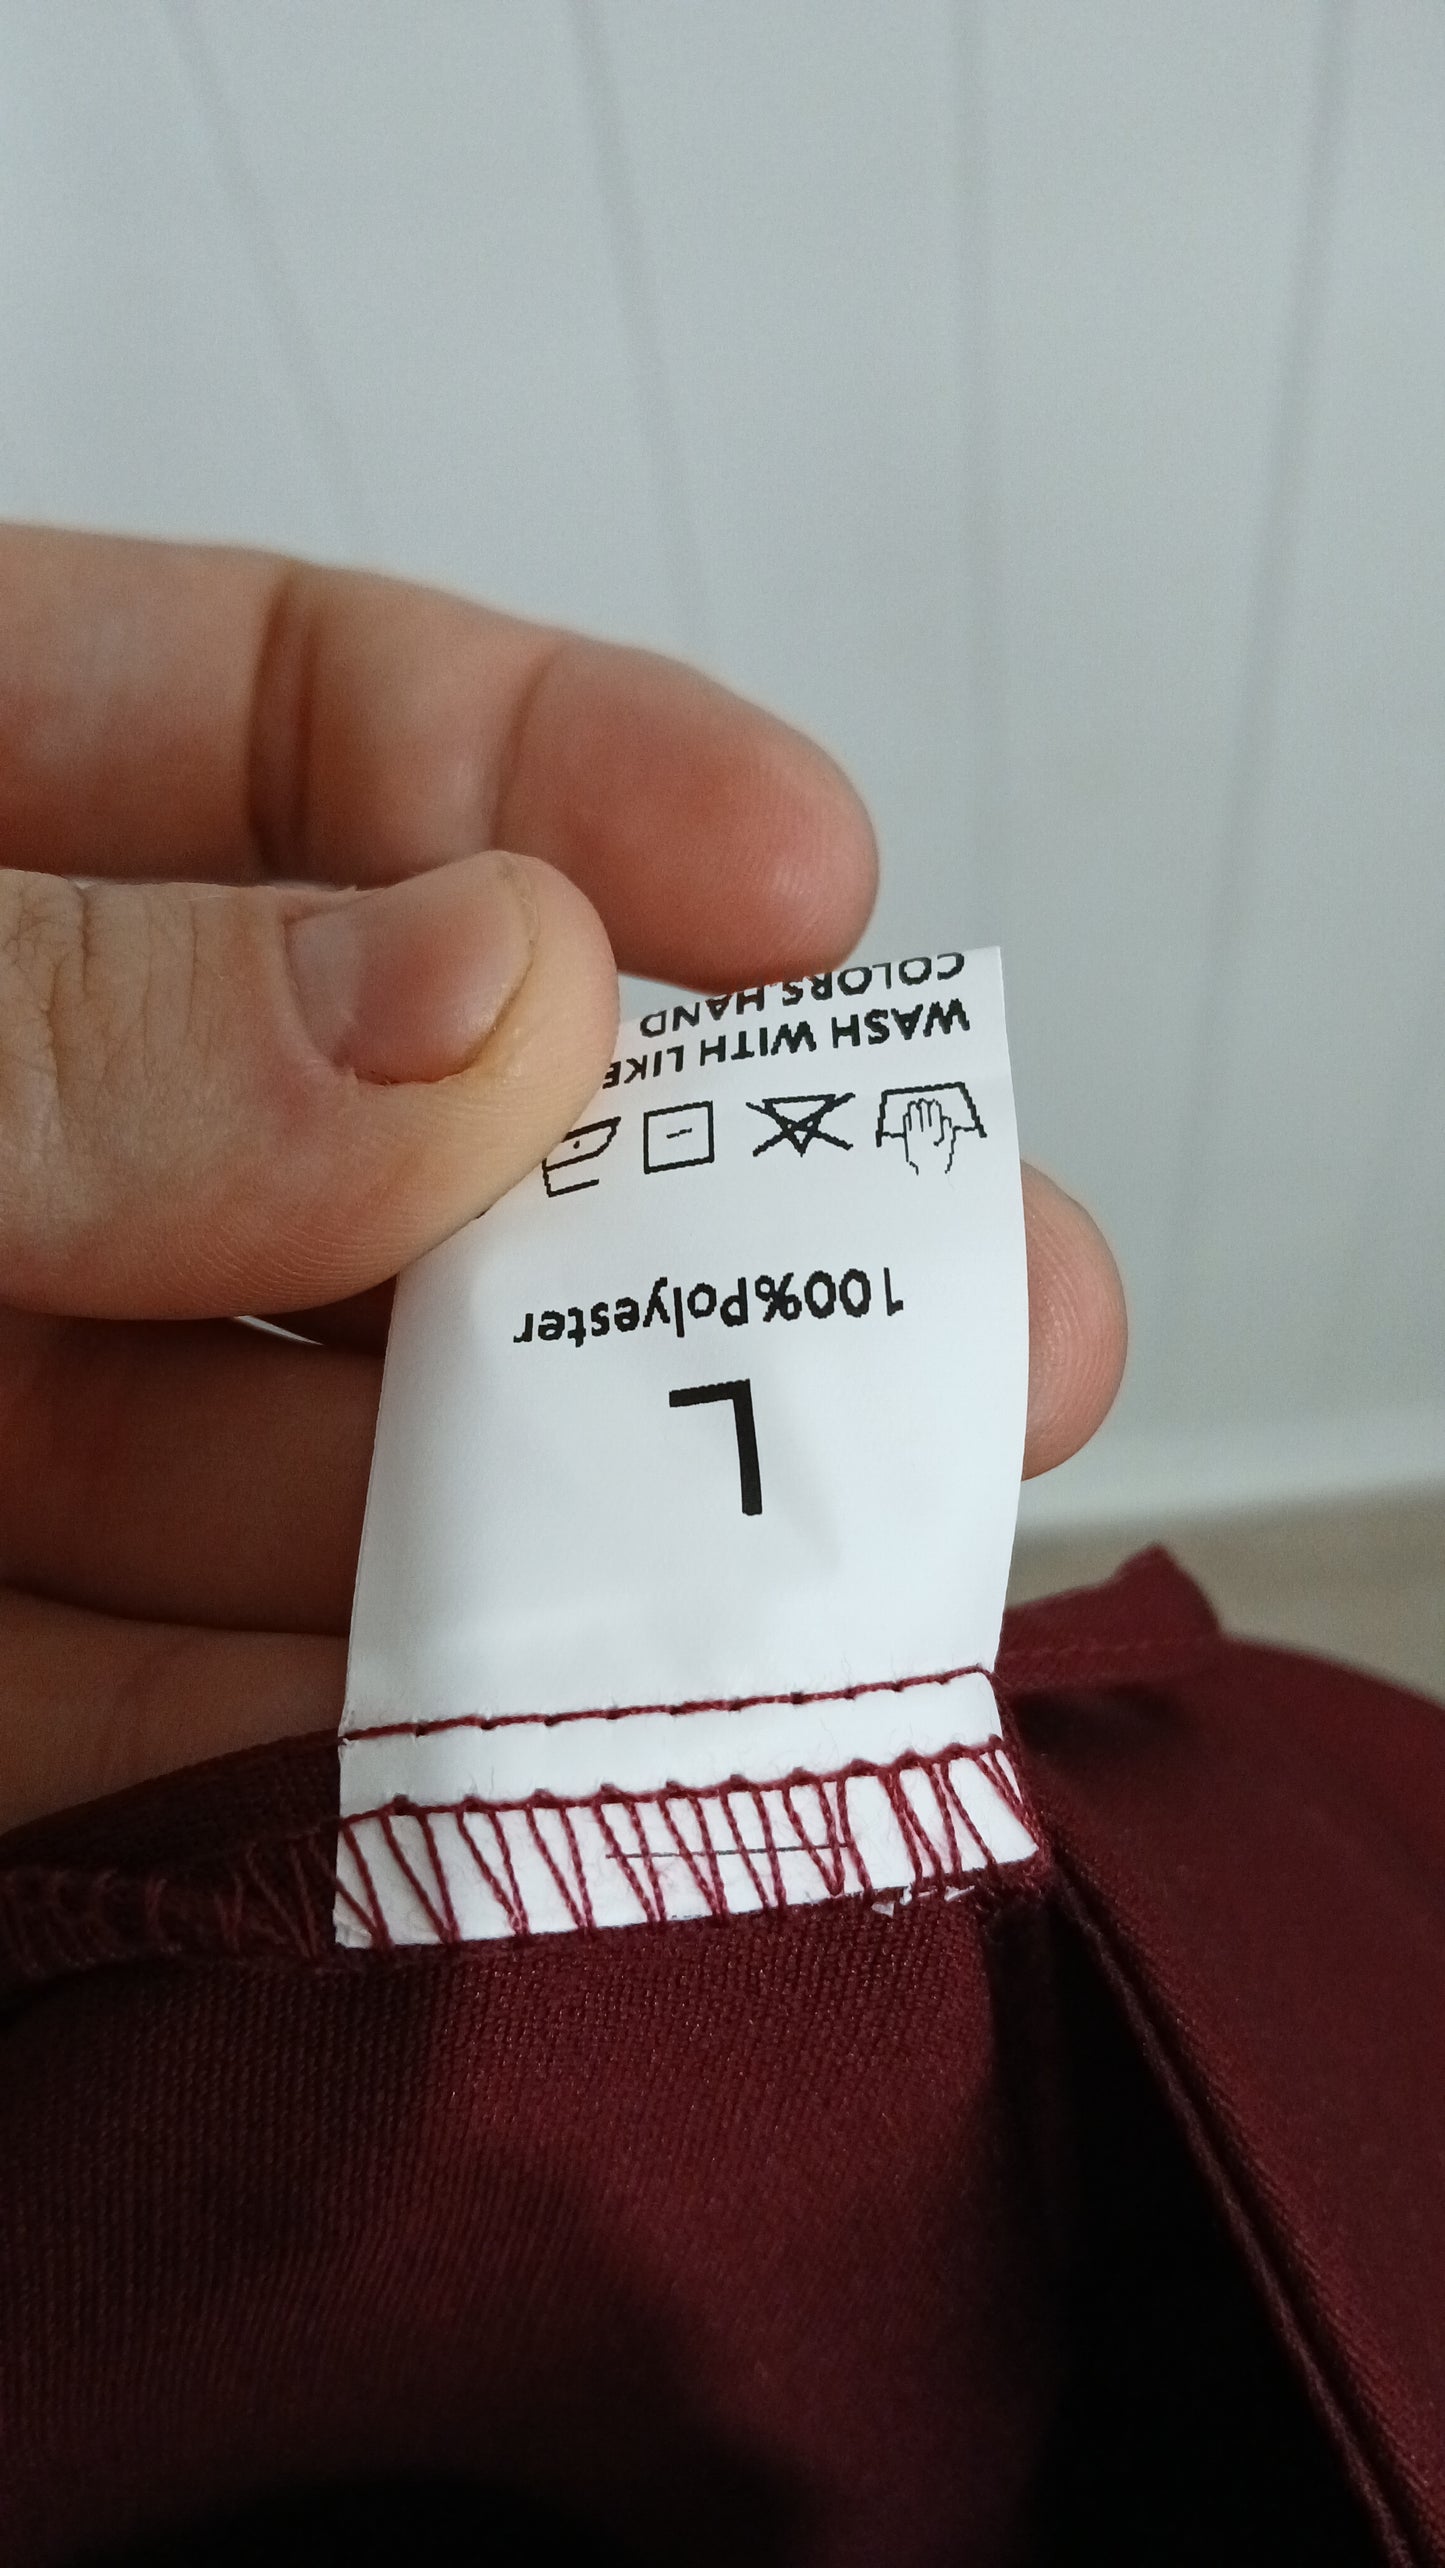 L
100%Polyester
WASH WITH LIKE
COLORS,HAND